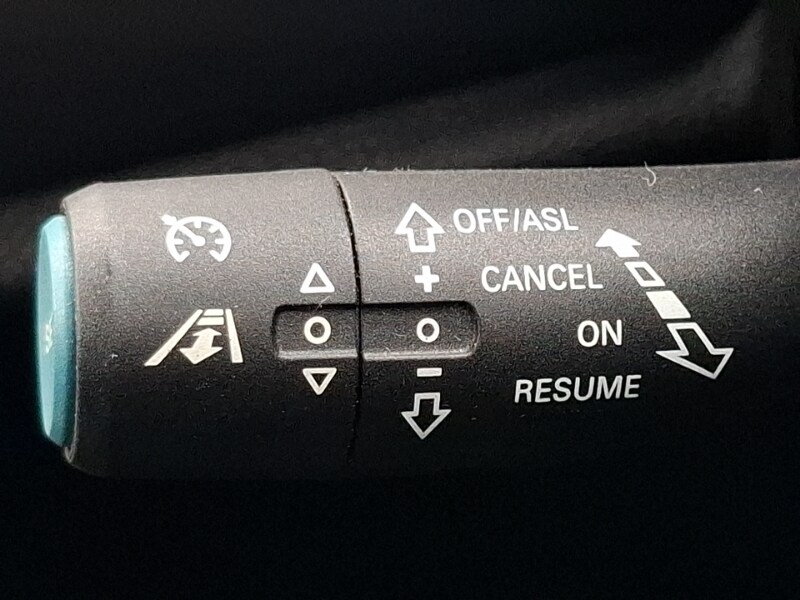 OFF/ASL
+ CANCEL
O O ON
- RESUME